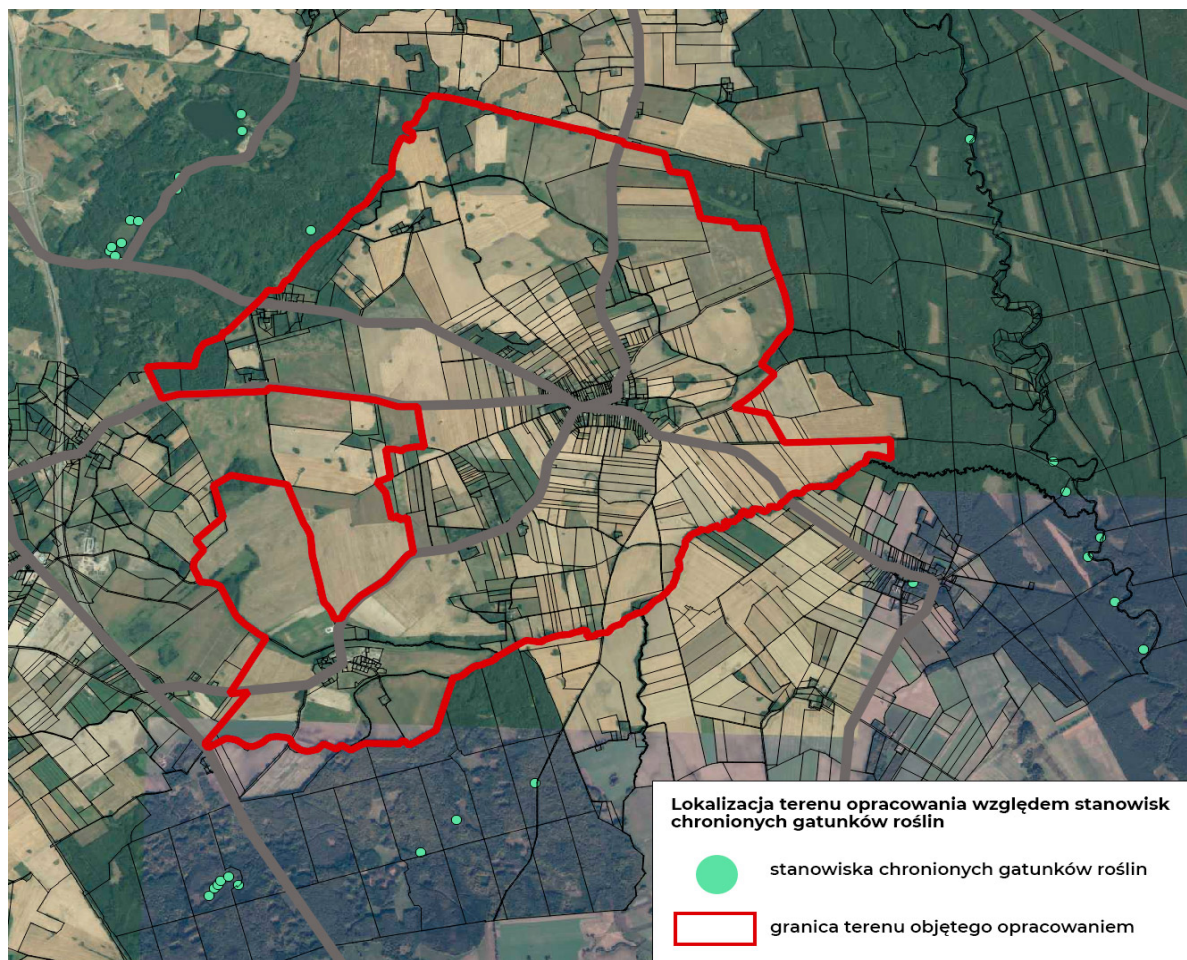 Lokalizacja terenu opracowania względem stanowisk
chronionych gatunków roślin
stanowiska chronionych gatunków roślin
granica terenu objętego opracowaniem